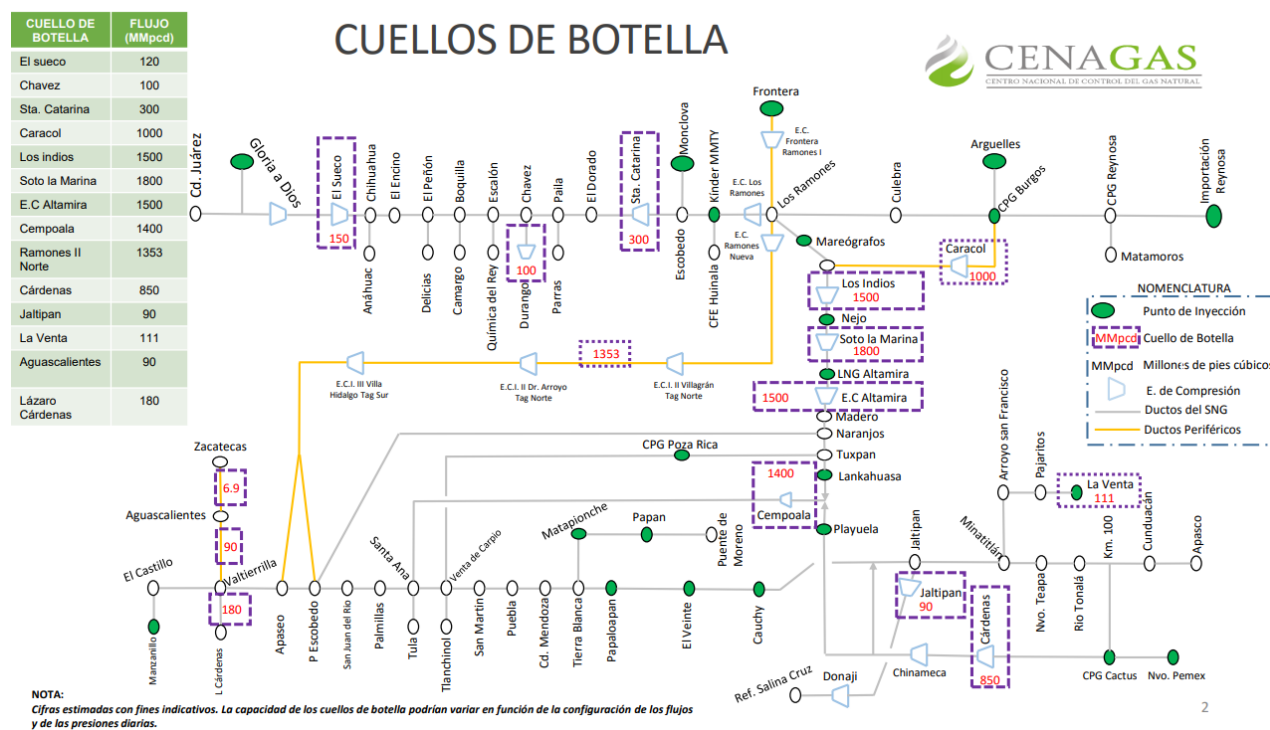 CUELLOS DE BOTELLA
CENAGAS
CENTRO NACIONAL DE CONTROL DEL GAS NATURAL
CUELLO DE BOTELLA FLUJO (MMpcd)
El sueco 120
Chavez 100
Sta. Catarina 300
Caracol 1000
Los indios 1500
Soto la Marina 1800
E.C Altamira 1500
Cempoala 1400
Ramones II Norte 1353
Cárdenas 850
Jaltipan 90
La Venta 111
Aguascalientes 90
Lázaro Cárdenas 180
Cd. Juárez
Gloria a Dios
El Sueco
150
Chihuahua
Anáhuac
El Encino
El Peñón
Delicias
Boquilla
Camargo
Escalón
Química del Rey
Chavez
100
Durango
Paila
Parras
El Dorado
Sta. Catarina
300
Monclova
Escobedo
Kinder MMTY
CFE Huinala
E.C. Los Ramones
Frontera
E.C. Frontera Ramones I
Los Ramones
E.C. Ramones Nueva
Culebra
Arguelles
CPG Burgos
CPG Reynosa
Matamoros
Importación Reynosa
Mareógrafos
Caracol
1000
Los Indios
1500
Nejo
Soto la Marina
1800
LNG Altamira
1500
E.C Altamira
Madero
Naranjos
Tuxpan
CPG Poza Rica
Lankahuasa
1400
Cempoala
Playuela
1353
E.C.I. III Villa Hidalgo Tag Sur
E.C.I. II Dr. Arroyo Tag Norte
E.C.I. II Villagrán Tag Norte
NOMENCLATURA
Punto de Inyección
MMpcd Cuello de Botella
MMpcd Millones de pies cúbicos
E. de Compresión
Ductos del SNG
Ductos Periféricos
Zacatecas
6.9
Aguascalientes
90
El Castillo
Valtierrilla
180
Manzanillo
L Cárdenas
Apaseo
P Escobedo
San Juan del Río
Palmillas
Santa Ana
Tula
Venta de Carpio
Tlanchinol
San Martín
Puebla
Cd. Mendoza
Matapionche
Tierra Blanca
Papan
Puente de Moreno
Papaloapan
El Veinte
Cauchy
Jaltipan
Jaltipan
90
Minatitlán
Arroyo san Francisco
Pajaritos
La Venta
111
Nvo. Teapa
Rio Tonalá
Km. 100
Cunduacán
Apasco
Cárdenas
850
Chinameca
CPG Cactus
Nvo. Pemex
Donaji
Ref. Salina Cruz
NOTA:
Cifras estimadas con fines indicativos. La capacidad de los cuellos de botella podrían variar en función de la configuración de los flujos
y de las presiones diarias.
2